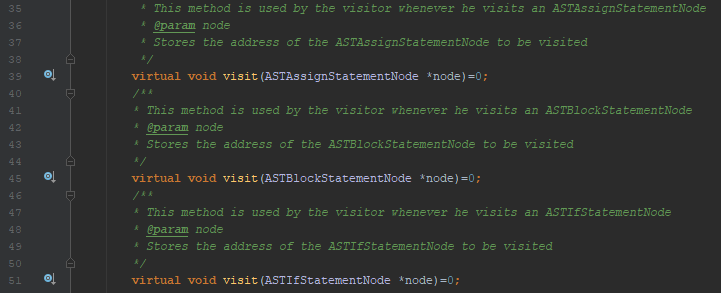 35 * This method is used by the visitor whenever he visits an ASTAssignStatementNode
36 * @param node
37 * Stores the address of the ASTAssignStatementNode to be visited
38 */
39 virtual void visit(ASTAssignStatementNode *node)=0;
40 /**
41 * This method is used by the visitor whenever he visits an ASTBlockStatementNode
42 * @param node
43 * Stores the address of the ASTBlockStatementNode to be visited
44 */
45 virtual void visit(ASTBlockStatementNode *node)=0;
46 /**
47 * This method is used by the visitor whenever he visits an ASTIfStatementNode
48 * @param node
49 * Stores the address of the ASTIfStatementNode to be visited
50 */
51 virtual void visit(ASTIfStatementNode *node)=0;